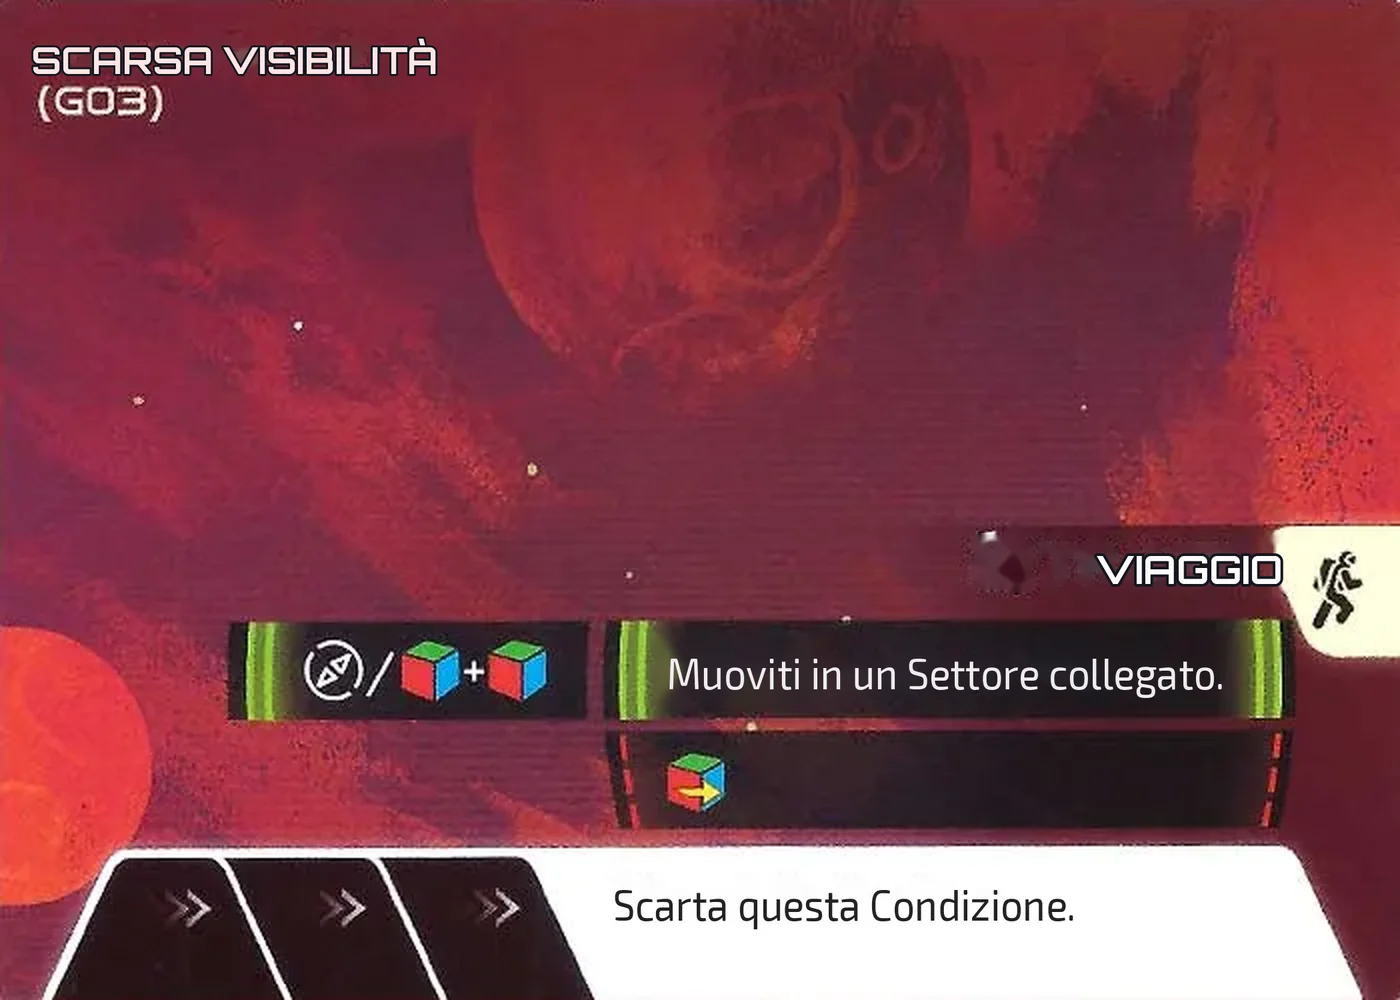 SCARSA VISIBILITÀ
(G03)
VIAGGIO
/ +
Muoviti in un Settore collegato.
Scarta questa Condizione.